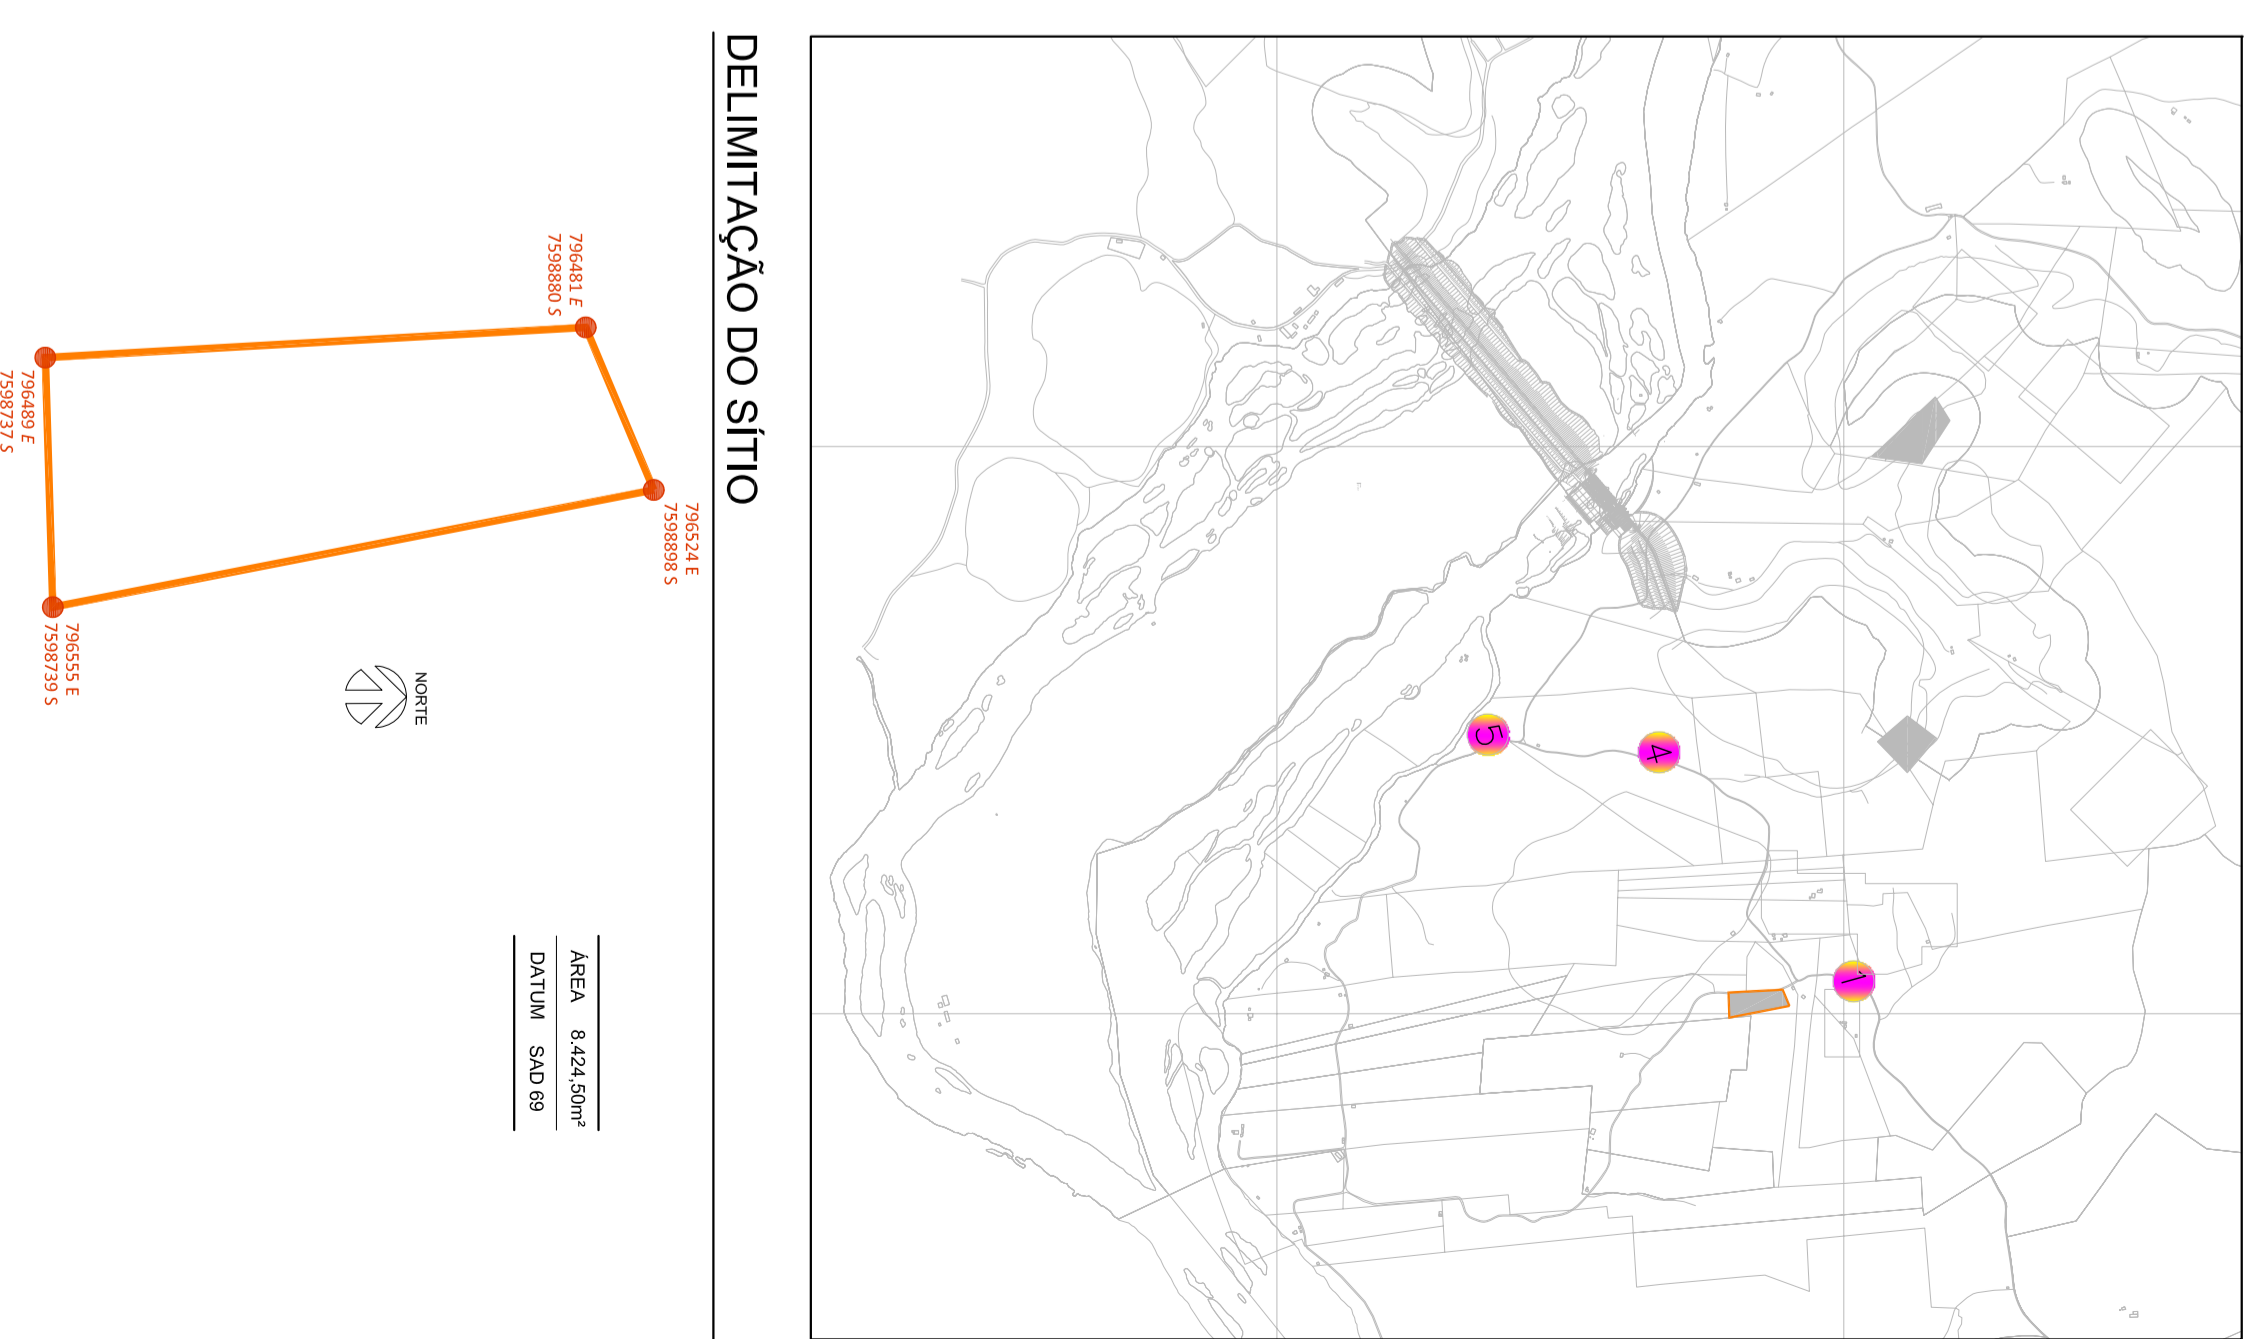 1
4
5
DELIMITAÇÃO DO SÍTIO
796524 E
7598898 S
796481 E
7598880 S
NORTE
796555 E
7598739 S
796489 E
7598737 S
ÁREA 8.424,50m²
DATUM SAD 69